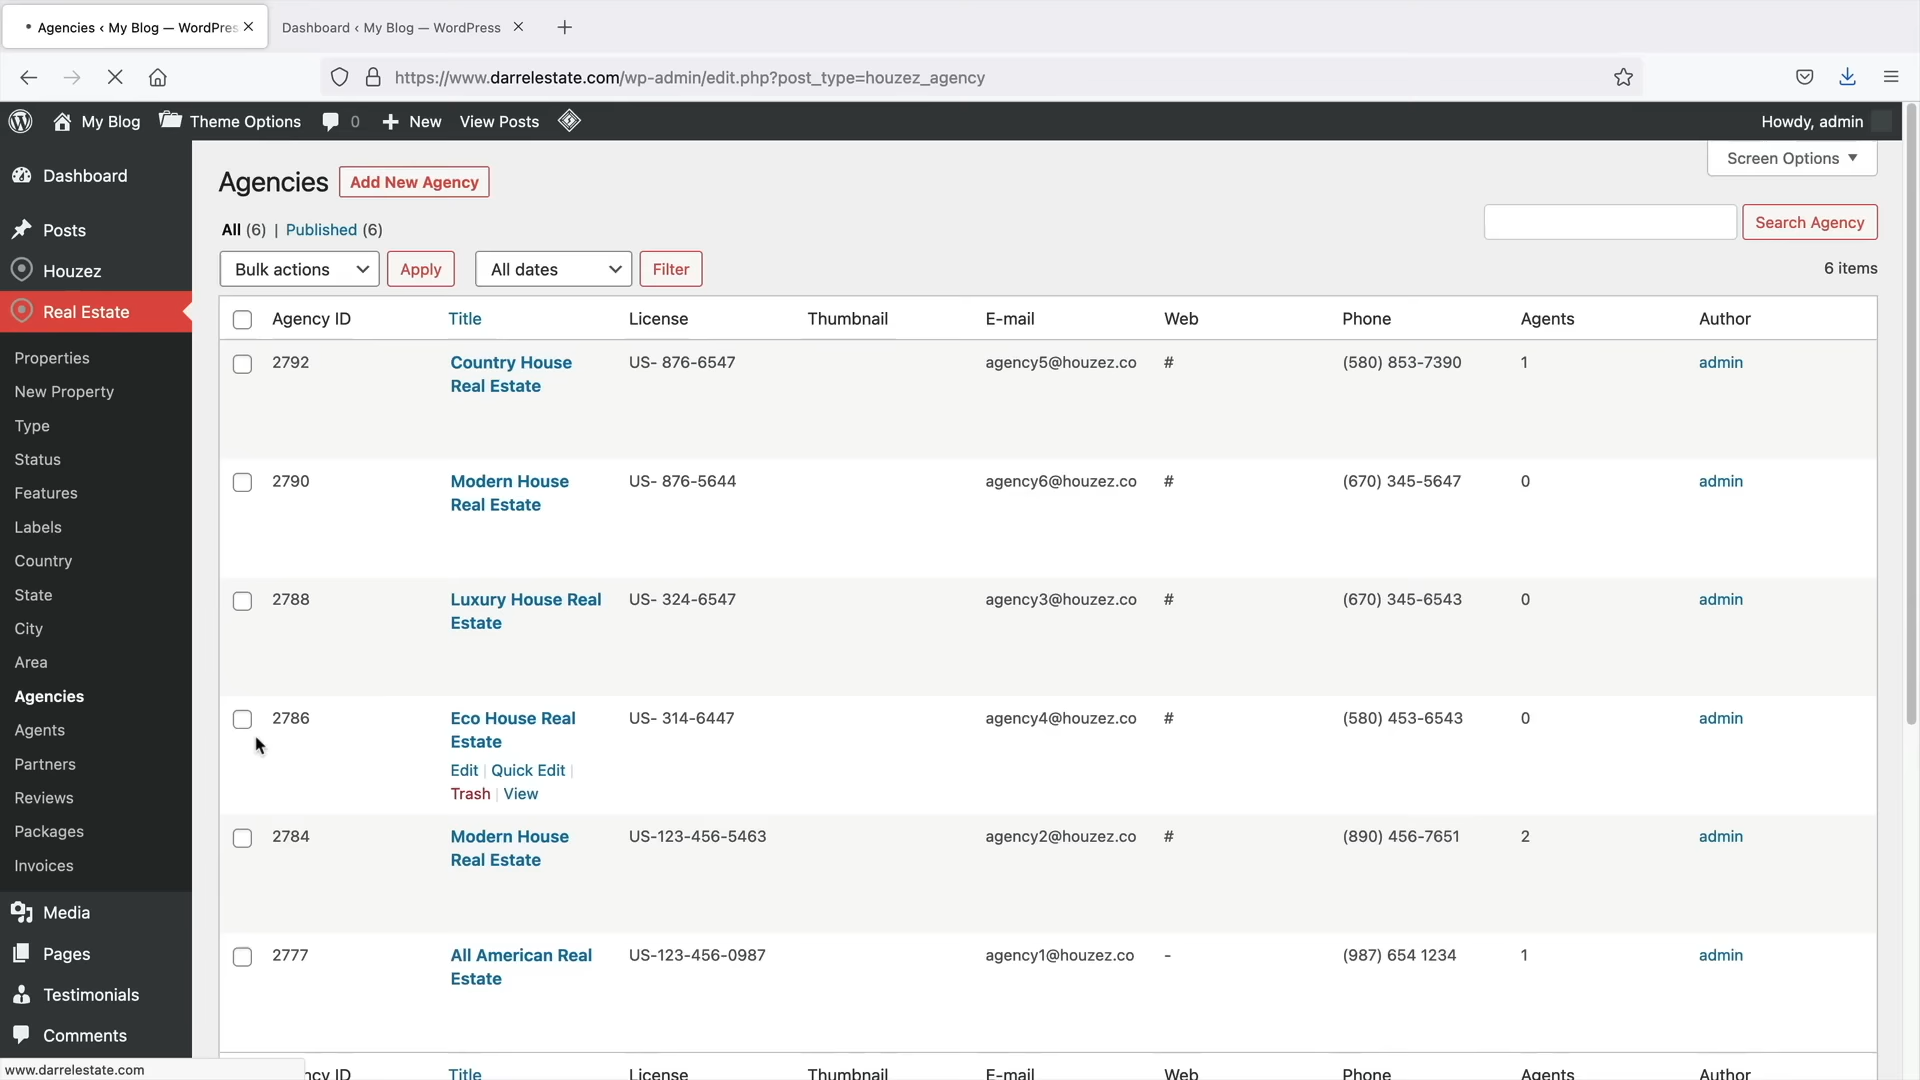 Agencies ‹ My Blog — WordPres
Dashboard ‹ My Blog — WordPress
https://www.darrelestate.com/wp-admin/edit.php?post_type=houzez_agency
My Blog
Theme Options
0
New
View Posts
Howdy, admin
Dashboard
Posts
Houzez
Real Estate
Properties
New Property
Type
Status
Features
Labels
Country
State
City
Area
Agencies
Agents
Partners
Reviews
Packages
Invoices
Media
Pages
Testimonials
Comments
www.darrelestate.com
Screen Options
Agencies
Add New Agency
All (6) | Published (6)
Search Agency
Bulk actions
Apply
All dates
Filter
6 items
Agency ID Title License Thumbnail E-mail Web Phone Agents Author
2792 Country House US- 876-6547 agency5@houzez.co # (580) 853-7390 1 admin
Real Estate
2790 Modern House US- 876-5644 agency6@houzez.co # (670) 345-5647 0 admin
Real Estate
2788 Luxury House Real US- 324-6547 agency3@houzez.co # (670) 345-6543 0 admin
Estate
2786 Eco House Real US- 314-6447 agency4@houzez.co # (580) 453-6543 0 admin
Estate
Edit | Quick Edit |
Trash | View
2784 Modern House US-123-456-5463 agency2@houzez.co # (890) 456-7651 2 admin
Real Estate
2777 All American Real US-123-456-0987 agency1@houzez.co - (987) 654 1234 1 admin
Estate
ncy ID Title License Thumbnail E-mail Web Phone Agents Author